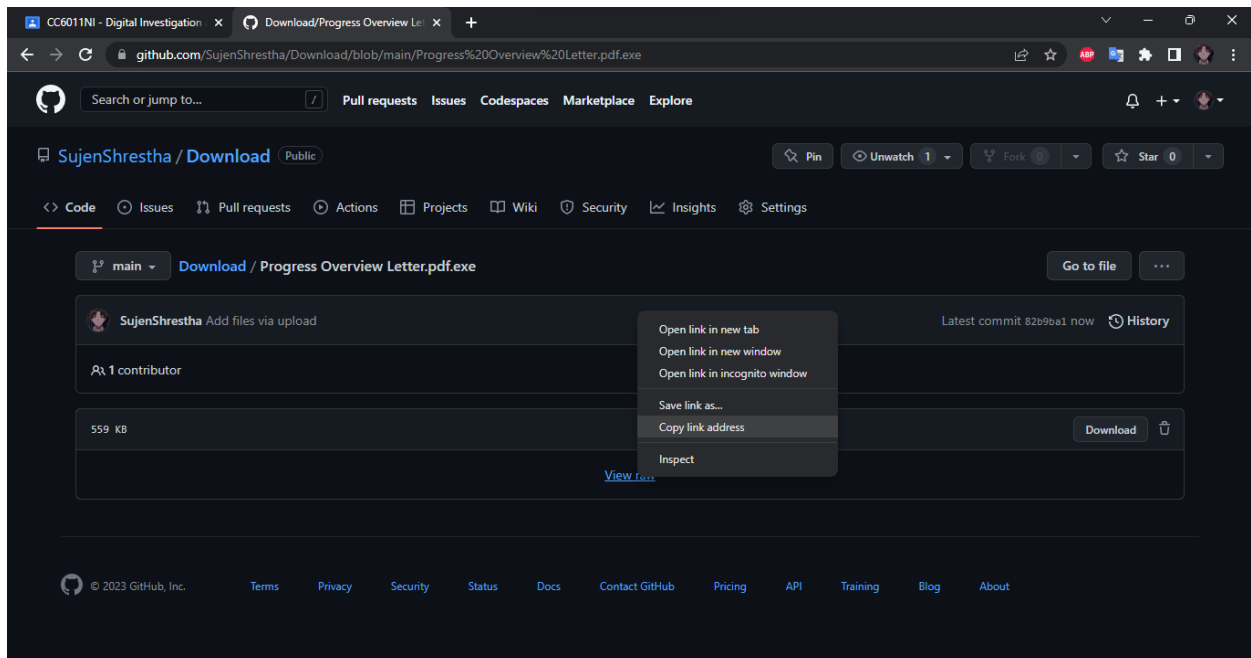 CC6011NI - Digital Investigation
Download/Progress Overview Let
github.com/SujenShrestha/Download/blob/main/Progress%20Overview%20Letter.pdf.exe
ABP
Search or jump to... /
Pull requests Issues Codespaces Marketplace Explore
SujenShrestha / Download Public
Pin Unwatch 1 Fork 0 Star 0
<> Code Issues Pull requests Actions Projects Wiki Security Insights Settings
main Download / Progress Overview Letter.pdf.exe Go to file ...
SujenShrestha Add files via upload Latest commit 82b9ba1 now History
1 contributor
Open link in new tab
Open link in new window
Open link in incognito window
Save link as...
Copy link address
Inspect
559 KB Download
View raw
© 2023 GitHub, Inc. Terms Privacy Security Status Docs Contact GitHub Pricing API Training Blog About